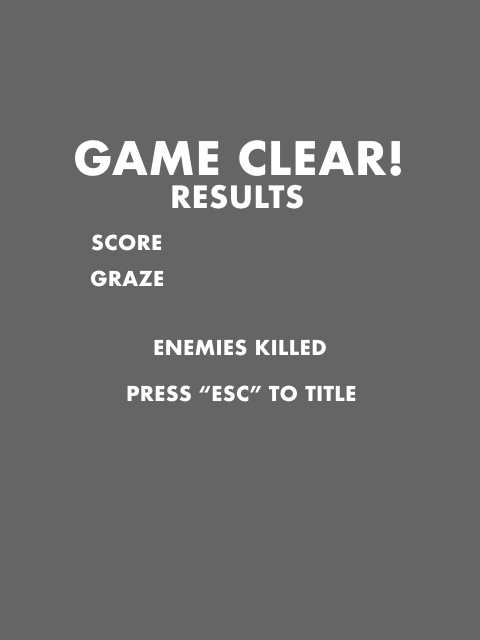 GAME CLEAR!
RESULTS
SCORE
GRAZE
ENEMIES KILLED
PRESS “ESC” TO TITLE